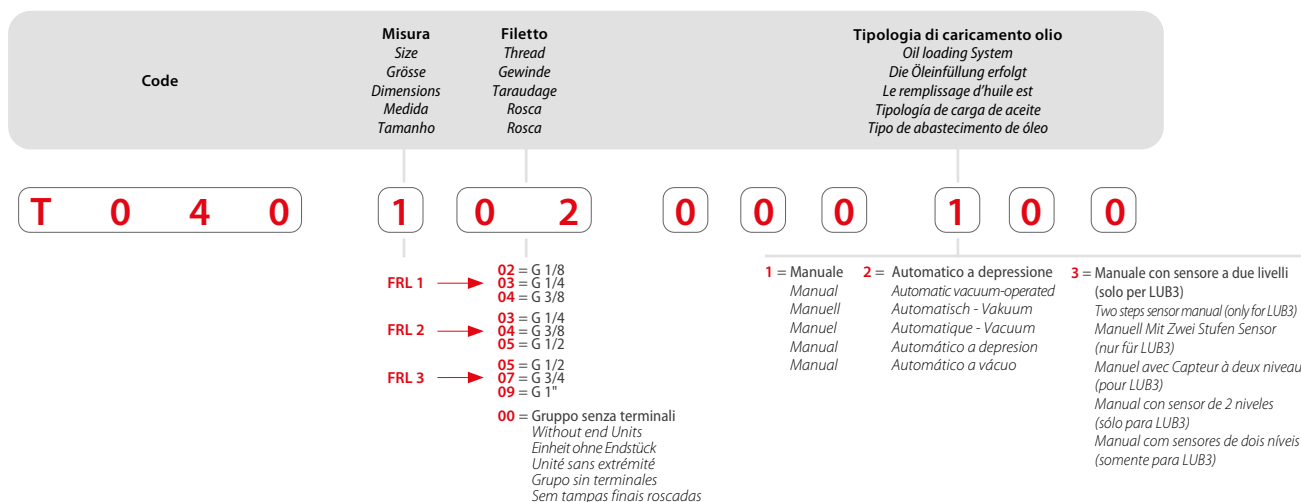 Code
Misura
Size
Grösse
Dimensions
Medida
Tamanho
Filetto
Thread
Gewinde
Taraudage
Rosca
Rosca
Tipologia di caricamento olio
Oil loading System
Die Öleinfüllung erfolgt
Le remplissage d'huile est
Tipología de carga de aceite
Tipo de abastecimento de óleo
T 0 4 0 1 0 2 0 0 0 1 0 0
FRL 1
02 = G 1/8
03 = G 1/4
04 = G 3/8
FRL 2
03 = G 1/4
04 = G 3/8
05 = G 1/2
FRL 3
05 = G 1/2
07 = G 3/4
09 = G 1"
00 = Gruppo senza terminali
Without end Units
Einheit ohne Endstück
Unité sans extrémité
Grupo sin terminales
Sem tampas finais roscadas
1 = Manuale
Manual
Manuell
Manuel
Manual
Manual
2 = Automatico a depressione
Automatic vacuum-operated
Automatisch - Vakuum
Automatique - Vacuum
Automático a depresion
Automático a vácuo
3 = Manuale con sensore a due livelli
(solo per LUB3)
Two steps sensor manual (only for LUB3)
Manuell Mit Zwei Stufen Sensor
(nur für LUB3)
Manuel avec Capteur à deux niveau
(pour LUB3)
Manual con sensor de 2 niveles
(sólo para LUB3)
Manual com sensores de dois níveis
(somente para LUB3)